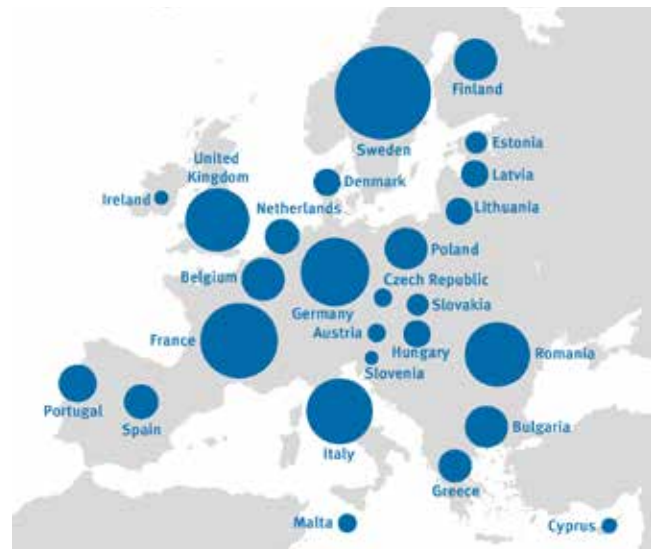 Finland
Sweden
Estonia
United
Kingdom
Latvia
Denmark
Ireland
Netherlands
Lithuania
Poland
Belgium
Czech Republic
Slovakia
Germany
France
Austria
Hungary
Romania
Slovenia
Portugal
Spain
Bulgaria
Italy
Greece
Malta
Cyprus